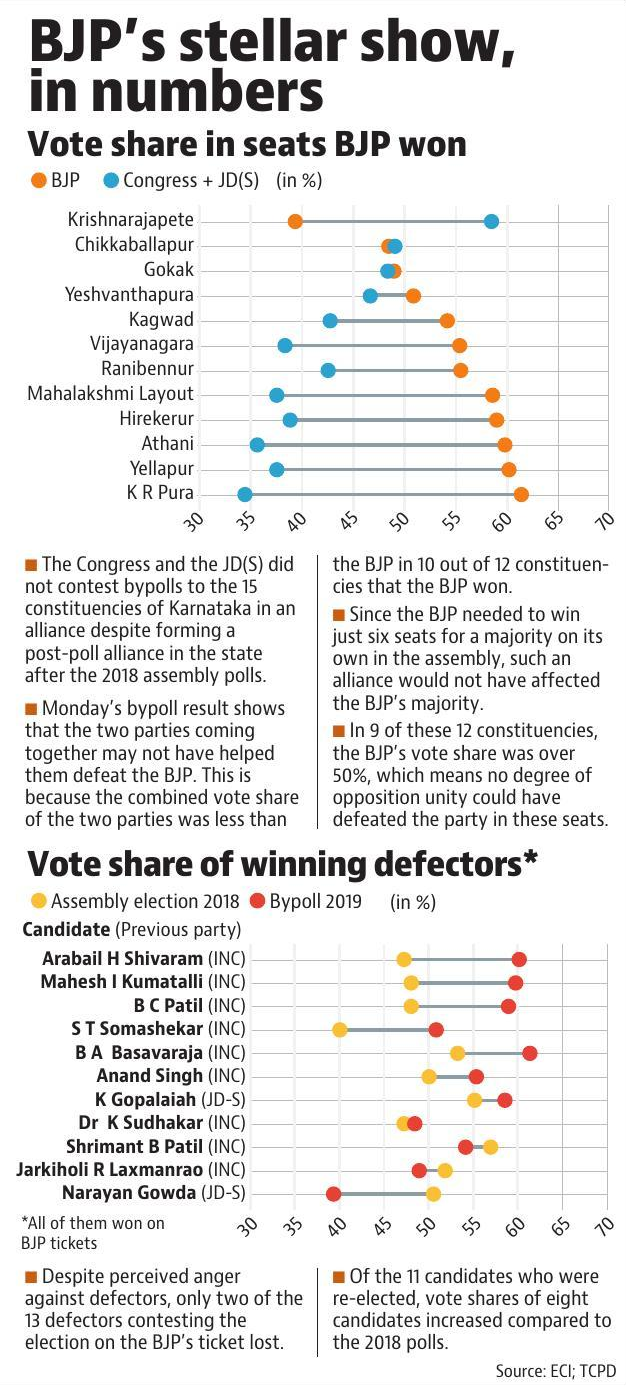 BJP's stellar show,
in numbers
Vote share in seats BJP won
BJP Congress + JD(S) (in %)
Krishnarajapete
Chikkaballapur
Gokak
Yeshvanthapura
Kagwad
Vijayanagara
Ranibennur
Mahalakshmi Layout
Hirekerur
Athani
Yellapur
K R Pura
30 35 40 45 50 55 60 65 70
■ The Congress and the JD(S) did
not contest bypolls to the 15
constituencies of Karnataka in an
alliance despite forming a
post-poll alliance in the state
after the 2018 assembly polls.
■ Monday's bypoll result shows
that the two parties coming
together may not have helped
them defeat the BJP. This is
because the combined vote share
of the two parties was less than
the BJP in 10 out of 12 constituen-
cies that the BJP won.
■ Since the BJP needed to win
just six seats for a majority on its
own in the assembly, such an
alliance would not have affected
the BJP's majority.
■ In 9 of these 12 constituencies,
the BJP's vote share was over
50%, which means no degree of
opposition unity could have
defeated the party in these seats.
Vote share of winning defectors*
Assembly election 2018 Bypoll 2019 (in %)
Candidate (Previous party)
Arabail H Shivaram (INC)
Mahesh I Kumatalli (INC)
B C Patil (INC)
S T Somashekar (INC)
B A Basavaraja (INC)
Anand Singh (INC)
K Gopalaiah (JD-S)
Dr K Sudhakar (INC)
Shrimant B Patil (INC)
Jarkiholi R Laxmanrao (INC)
Narayan Gowda (JD-S)
30 35 40 45 50 55 60 65 70
*All of them won on
BJP tickets
■ Despite perceived anger
against defectors, only two of the
13 defectors contesting the
election on the BJP's ticket lost.
■ Of the 11 candidates who were
re-elected, vote shares of eight
candidates increased compared to
the 2018 polls.
Source: ECI; TCPD